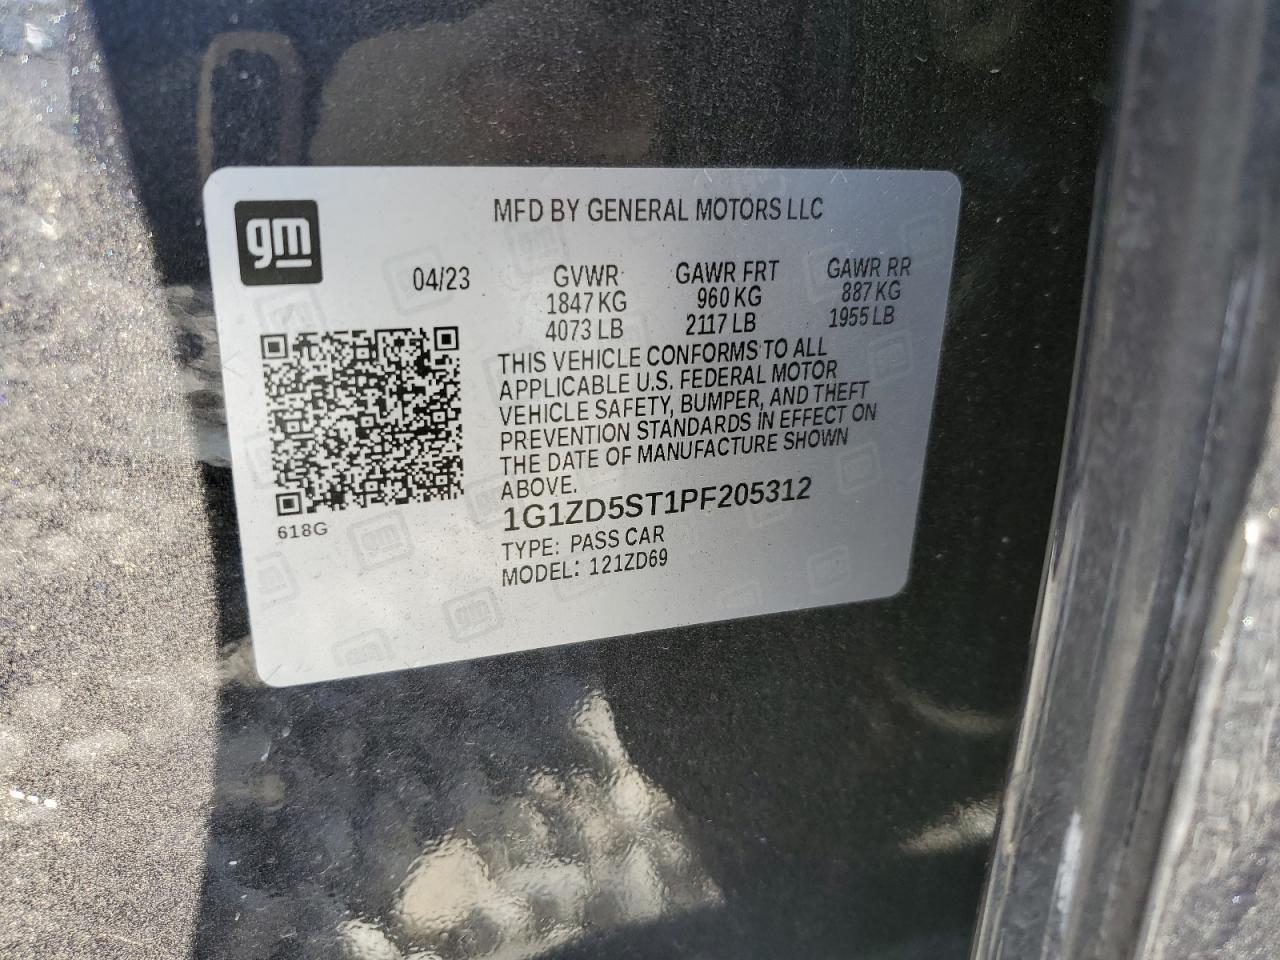 gm
MFD BY GENERAL MOTORS LLC
04/23 GVWR GAWR FRT GAWR RR
1847 KG 960 KG 887 KG
4073 LB 2117 LB 1955 LB
THIS VEHICLE CONFORMS TO ALL
APPLICABLE U.S. FEDERAL MOTOR
VEHICLE SAFETY, BUMPER, AND THEFT
PREVENTION STANDARDS IN EFFECT ON
THE DATE OF MANUFACTURE SHOWN
ABOVE.
1G1ZD5ST1PF205312
618G
TYPE: PASS CAR
MODEL: 121ZD69